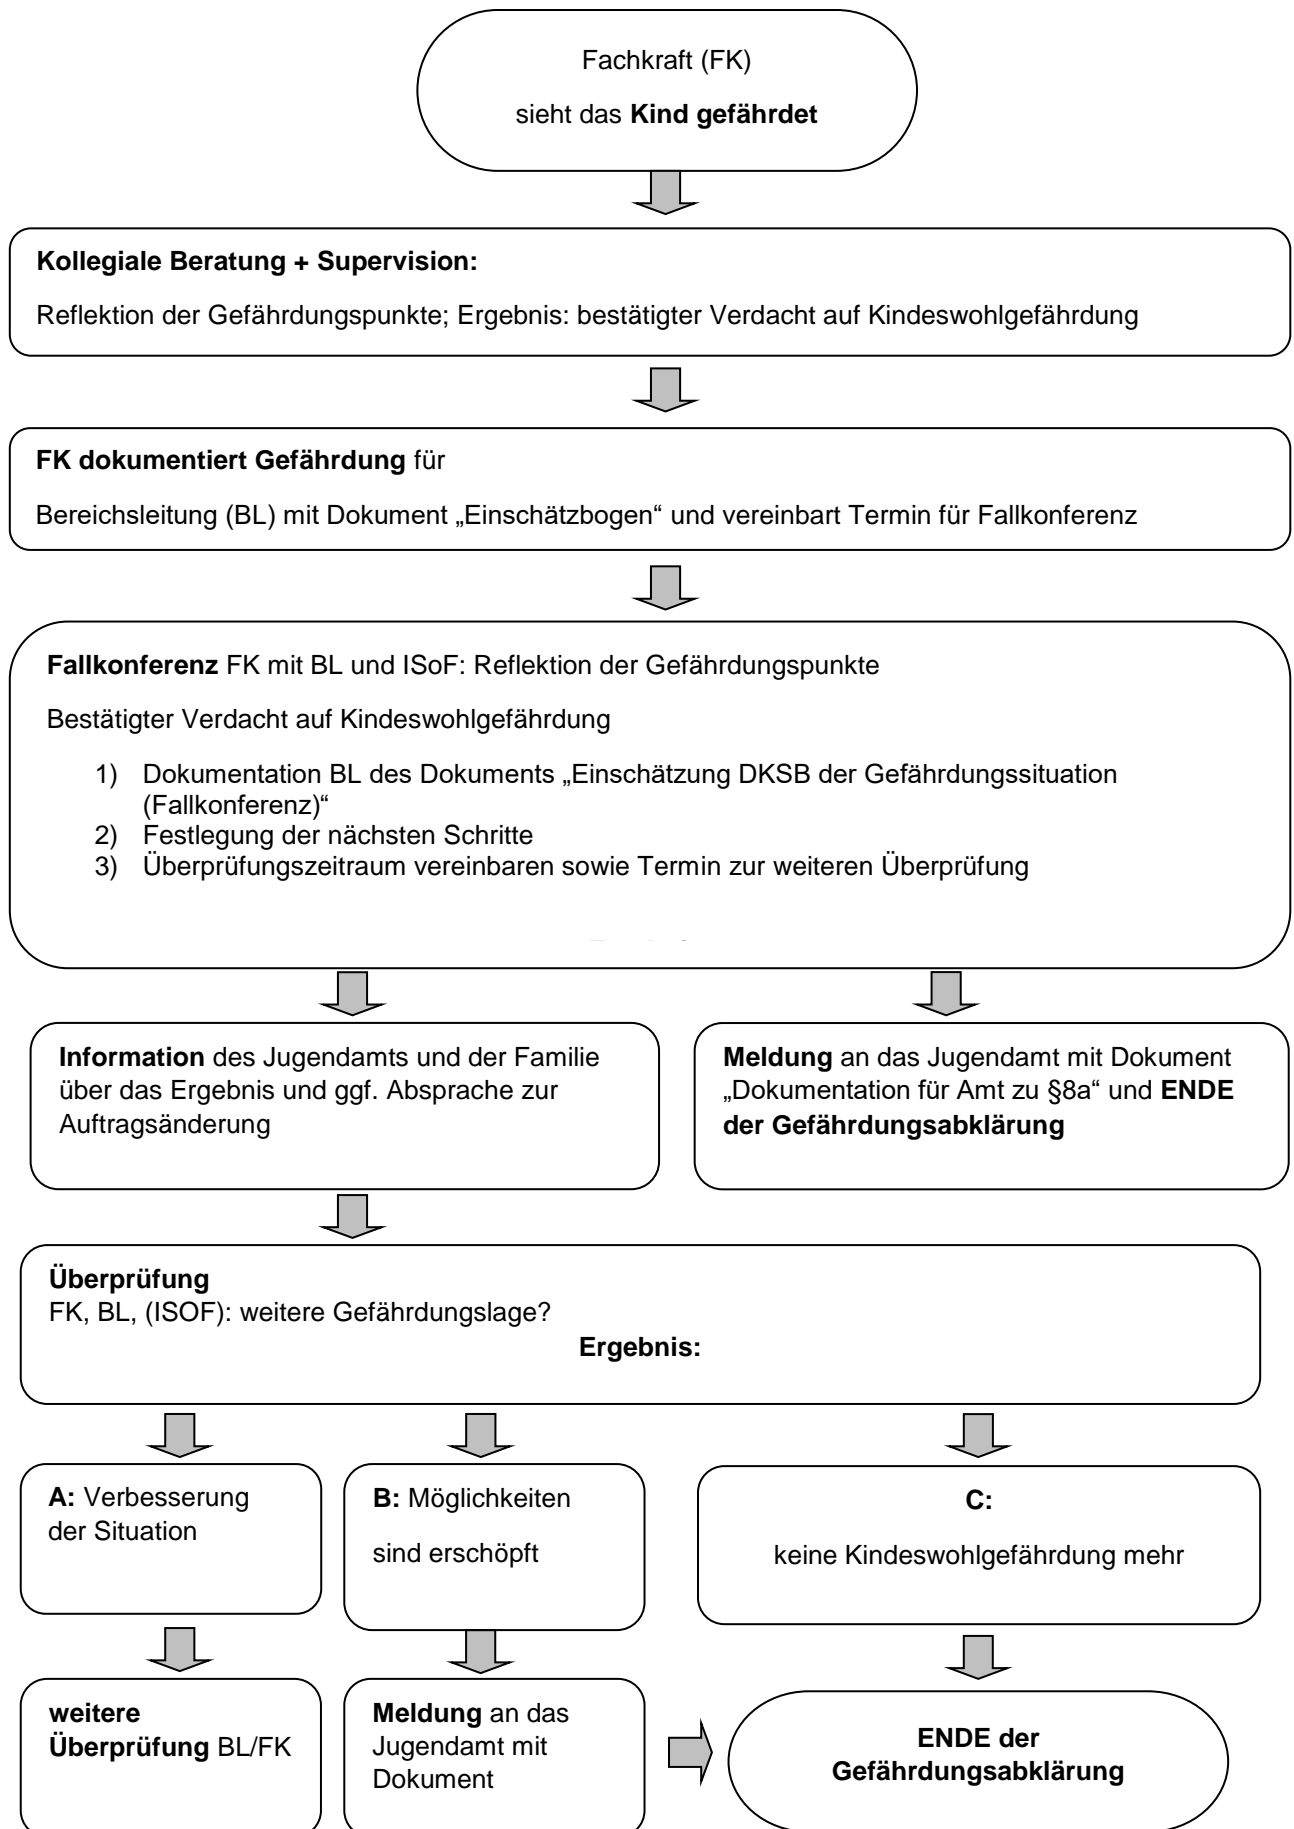 Fachkraft (FK)
sieht das Kind gefährdet
Kollegiale Beratung + Supervision:
Reflektion der Gefährdungspunkte; Ergebnis: bestätigter Verdacht auf Kindeswohlgefährdung
FK dokumentiert Gefährdung für
Bereichsleitung (BL) mit Dokument „Einschätzbogen“ und vereinbart Termin für Fallkonferenz
Fallkonferenz FK mit BL und ISoF: Reflektion der Gefährdungspunkte
Bestätigter Verdacht auf Kindeswohlgefährdung
1) Dokumentation BL des Dokuments „Einschätzung DKSB der Gefährdungssituation
(Fallkonferenz)“
2) Festlegung der nächsten Schritte
3) Überprüfungszeitraum vereinbaren sowie Termin zur weiteren Überprüfung
Information des Jugendamts und der Familie
über das Ergebnis und ggf. Absprache zur
Auftragsänderung
Meldung an das Jugendamt mit Dokument
„Dokumentation für Amt zu §8a“ und ENDE
der Gefährdungsabklärung
Überprüfung
FK, BL, (ISOF): weitere Gefährdungslage?
Ergebnis:
A: Verbesserung
der Situation
B: Möglichkeiten
sind erschöpft
C:
keine Kindeswohlgefährdung mehr
weitere
Überprüfung BL/FK
Meldung an das
Jugendamt mit
Dokument
ENDE der
Gefährdungsabklärung